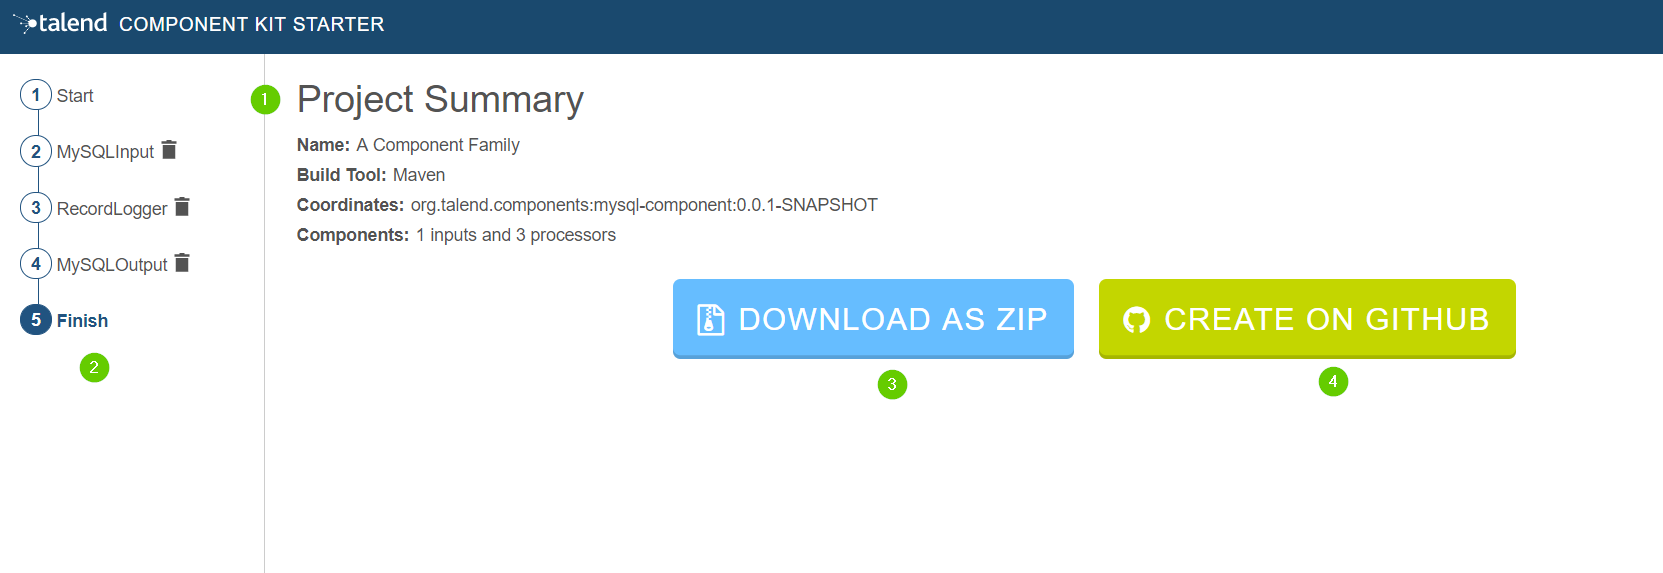 talend COMPONENT KIT STARTER
1 Start
2 MySQLInput
3 RecordLogger
4 MySQLOutput
5 Finish
2
1 Project Summary
Name: A Component Family
Build Tool: Maven
Coordinates: org.talend.components:mysql-component:0.0.1-SNAPSHOT
Components: 1 inputs and 3 processors
DOWNLOAD AS ZIP
CREATE ON GITHUB
3
4